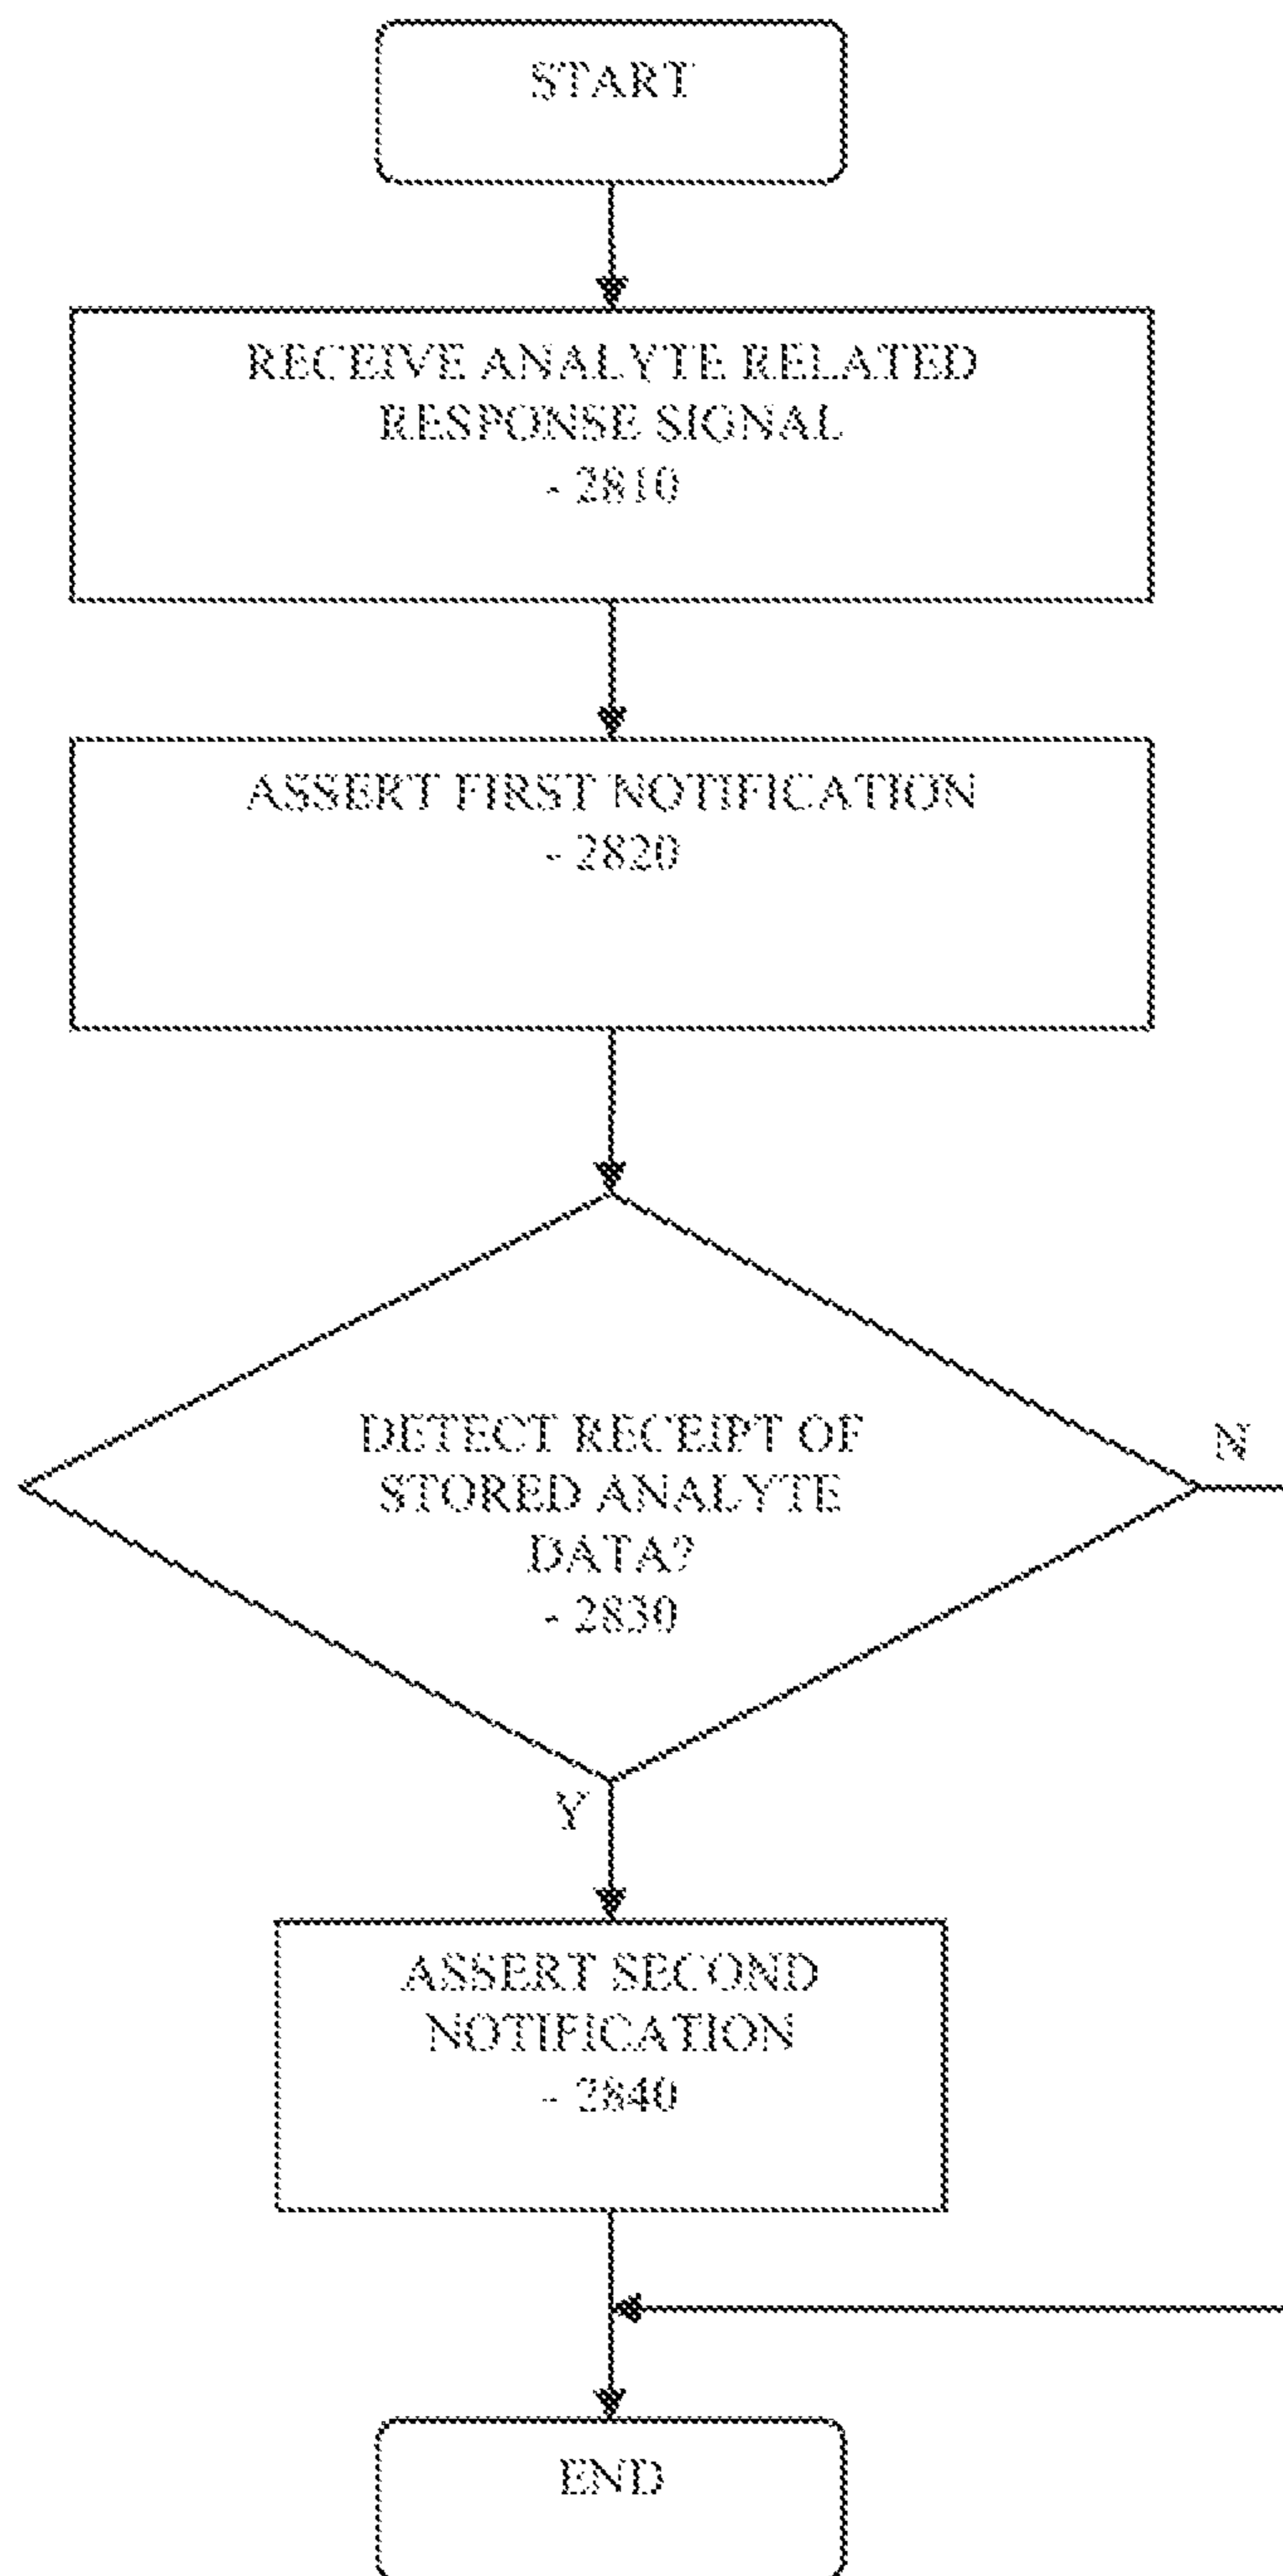 START
RECEIVE ANALYTE RELATED
RESPONSE SIGNAL
- 2810
ASSERT FIRST NOTIFICATION
- 2820
DETECT RECEIPT OF
STORED ANALYTE
DATA?
- 2830
N
Y
ASSERT SECOND
NOTIFICATION
- 2840
END